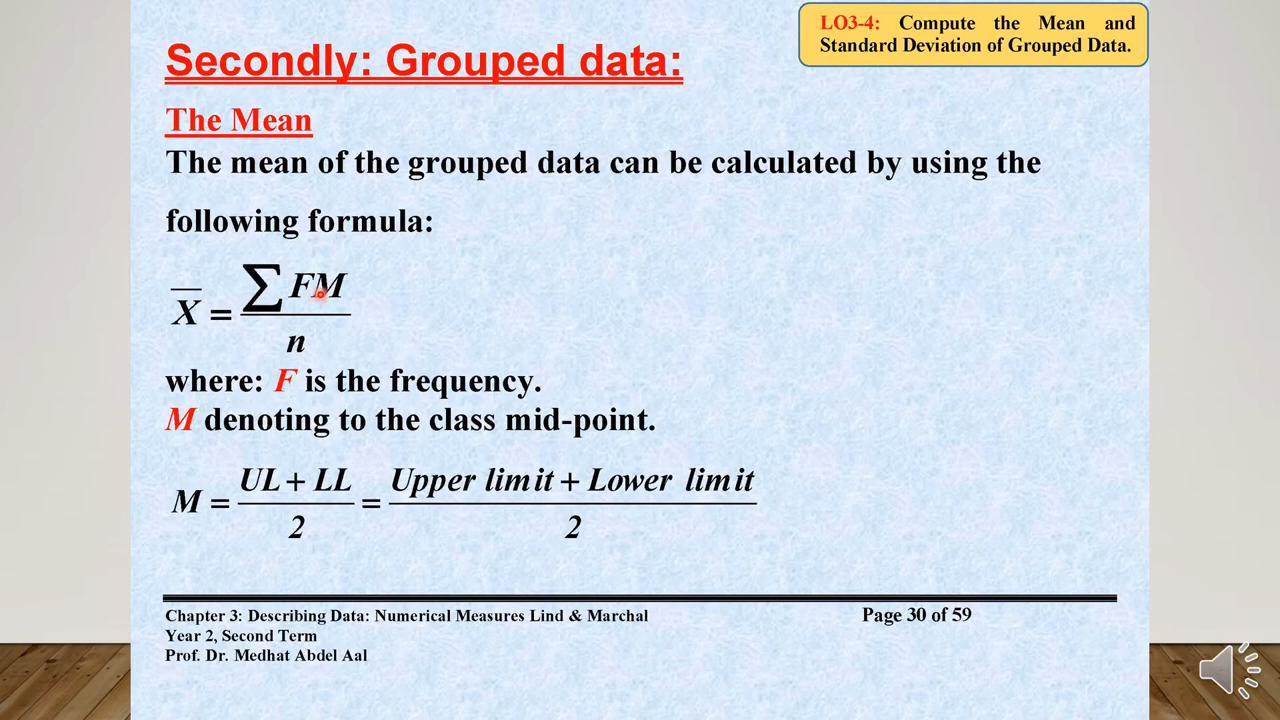 LO3-4: Compute the Mean and
Standard Deviation of Grouped Data.
Secondly: Grouped data:
The Mean
The mean of the grouped data can be calculated by using the
following formula:
X̄ = ∑ FM / n
where: F is the frequency.
M denoting to the class mid-point.
M = UL + LL / 2 = Upper limit + Lower limit / 2
Chapter 3: Describing Data: Numerical Measures Lind & Marchal Page 30 of 59
Year 2, Second Term
Prof. Dr. Medhat Abdel Aal